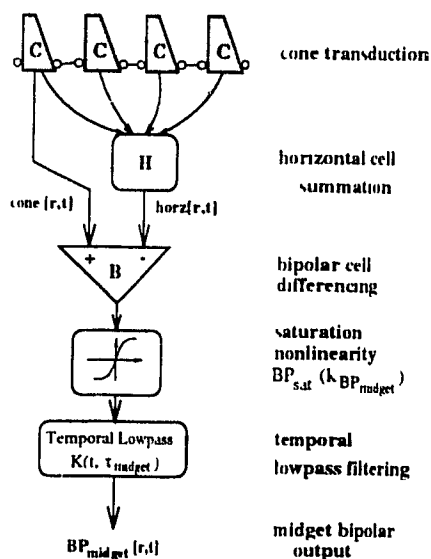 C C C C
cone transduction
H
horizontal cell
summation
cone [r,t]
horz[r,t]
+ -
B
bipolar cell
differencing
saturation
nonlinearity
BP_sat (k_BP_midget)
Temporal Lowpass
K(t, τ_midget)
temporal
lowpass filtering
BP_midget [r,t]
midget bipolar
output